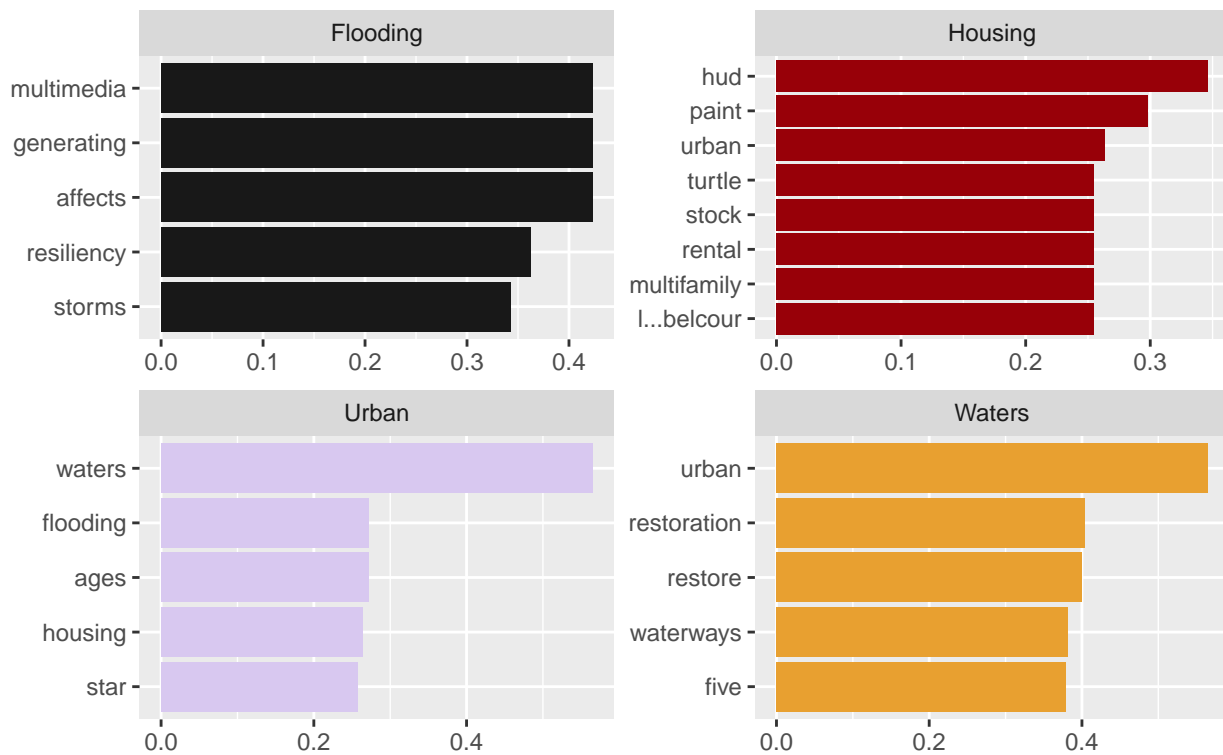 Flooding
multimedia
generating
affects
resiliency
storms
0.0 0.1 0.2 0.3 0.4
Housing
hud
paint
urban
turtle
stock
rental
multifamily
l...belcour
0.0 0.1 0.2 0.3
Urban
waters
flooding
ages
housing
star
0.0 0.2 0.4
Waters
urban
restoration
restore
waterways
five
0.0 0.2 0.4